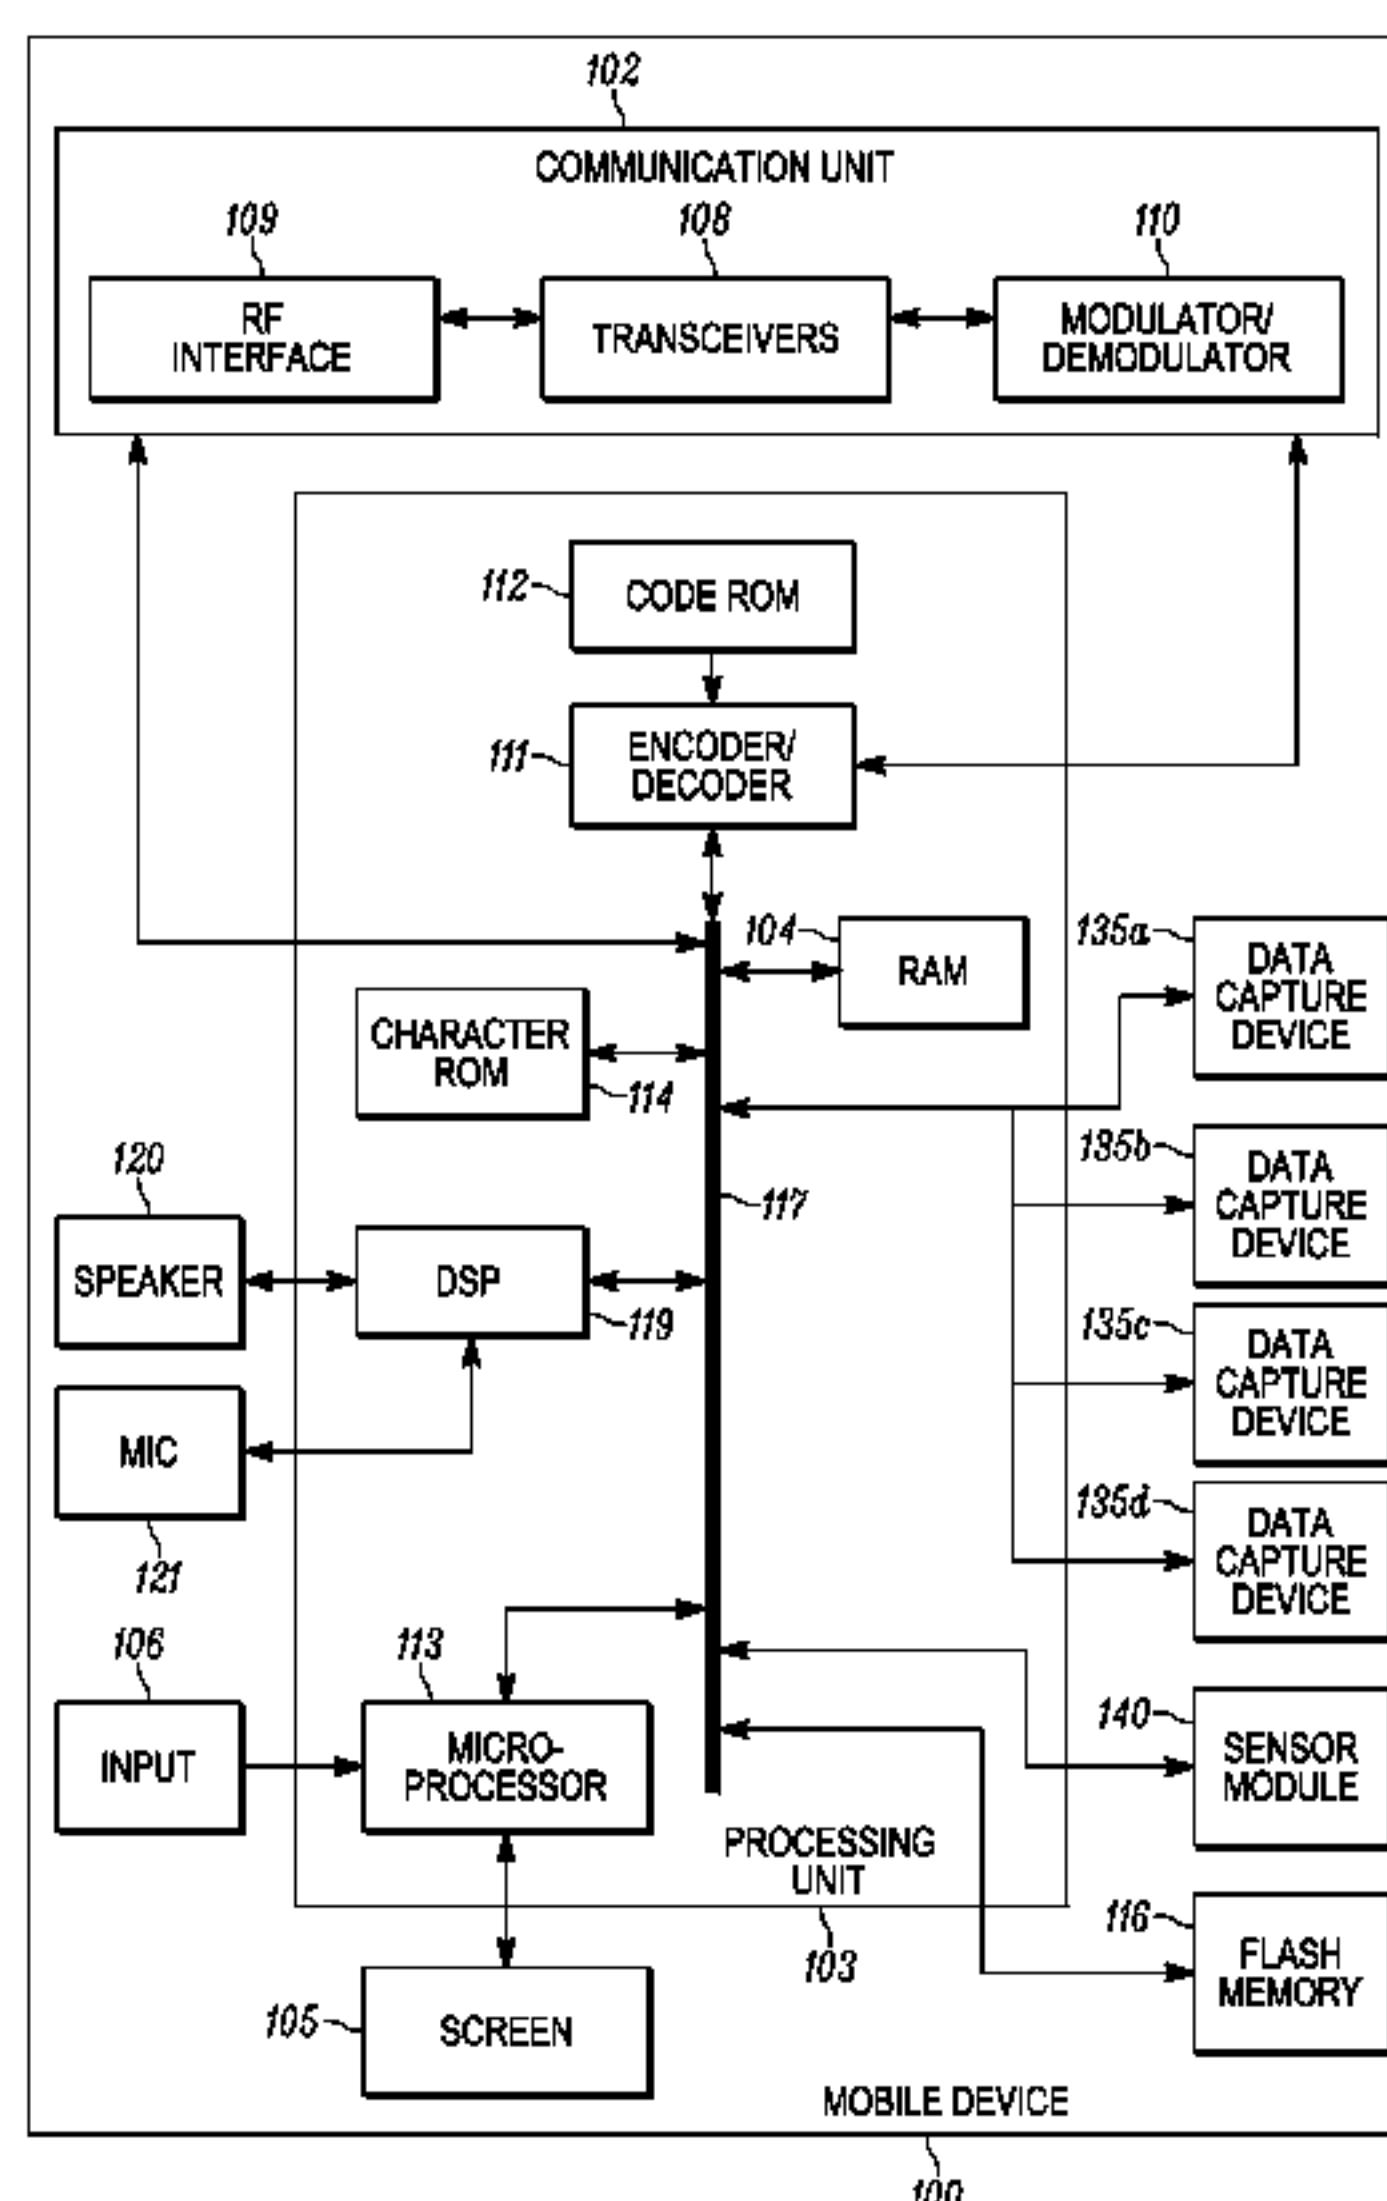 102
COMMUNICATION UNIT
109
108
110
RF
INTERFACE
TRANSCEIVERS
MODULATOR/
DEMODULATOR
112
CODE ROM
111
ENCODER/
DECODER
104
RAM
135a
DATA
CAPTURE
DEVICE
CHARACTER
ROM
114
135b
DATA
CAPTURE
DEVICE
117
120
SPEAKER
DSP
119
135c
DATA
CAPTURE
DEVICE
MIC
121
135d
DATA
CAPTURE
DEVICE
106
INPUT
113
MICRO-
PROCESSOR
140
SENSOR
MODULE
PROCESSING
UNIT
103
116
FLASH
MEMORY
105
SCREEN
MOBILE DEVICE
100